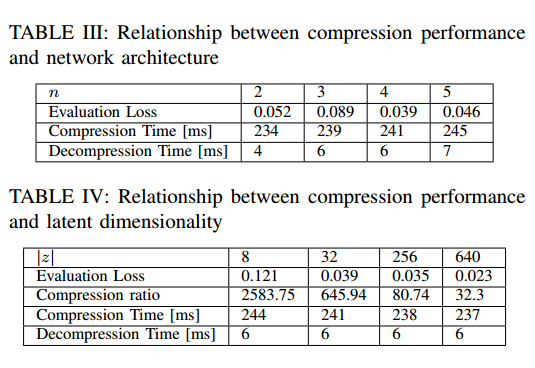 TABLE III: Relationship between compression performance
and network architecture
n 2 3 4 5
Evaluation Loss 0.052 0.089 0.039 0.046
Compression Time [ms] 234 239 241 245
Decompression Time [ms] 4 6 6 7
TABLE IV: Relationship between compression performance
and latent dimensionality
|z| 8 32 256 640
Evaluation Loss 0.121 0.039 0.035 0.023
Compression ratio 2583.75 645.94 80.74 32.3
Compression Time [ms] 244 241 238 237
Decompression Time [ms] 6 6 6 6